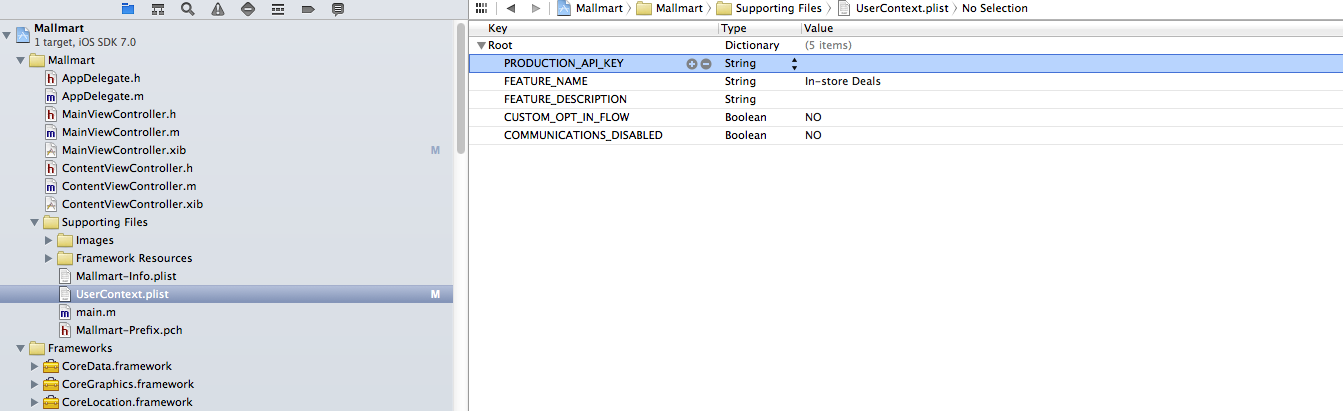 Mallmart
1 target, iOS SDK 7.0
Mallmart
h AppDelegate.h
m AppDelegate.m
h MainViewController.h
m MainViewController.m
MainViewController.xib M
h ContentViewController.h
m ContentViewController.m
ContentViewController.xib
Supporting Files
Images
Framework Resources
Mallmart-Info.plist
UserContext.plist M
m main.m
h Mallmart-Prefix.pch
Frameworks
CoreData.framework
CoreGraphics.framework
CoreLocation.framework
Mallmart Mallmart Supporting Files UserContext.plist No Selection
Key Type Value
Root Dictionary (5 items)
PRODUCTION_API_KEY String
FEATURE_NAME String In-store Deals
FEATURE_DESCRIPTION String
CUSTOM_OPT_IN_FLOW Boolean NO
COMMUNICATIONS_DISABLED Boolean NO